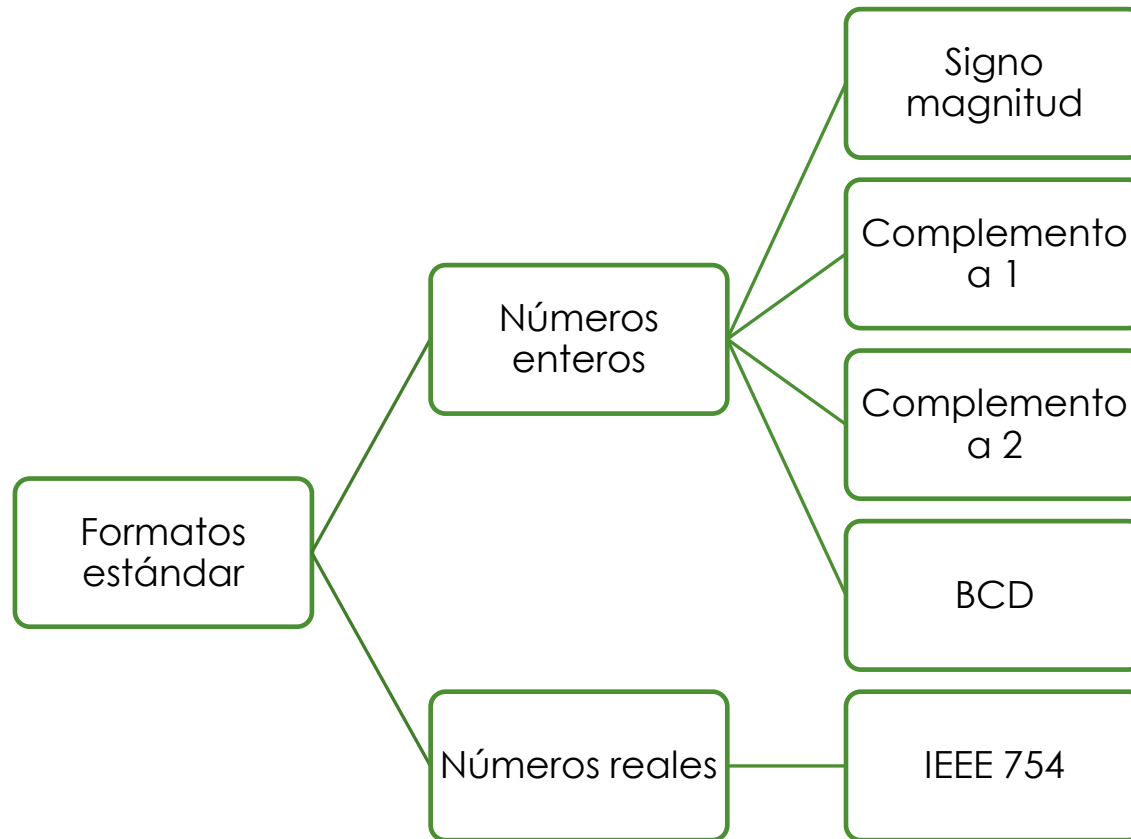 Formatos
estándar
Números
enteros
Signo
magnitud
Complemento
a 1
Complemento
a 2
BCD
Números reales
IEEE 754